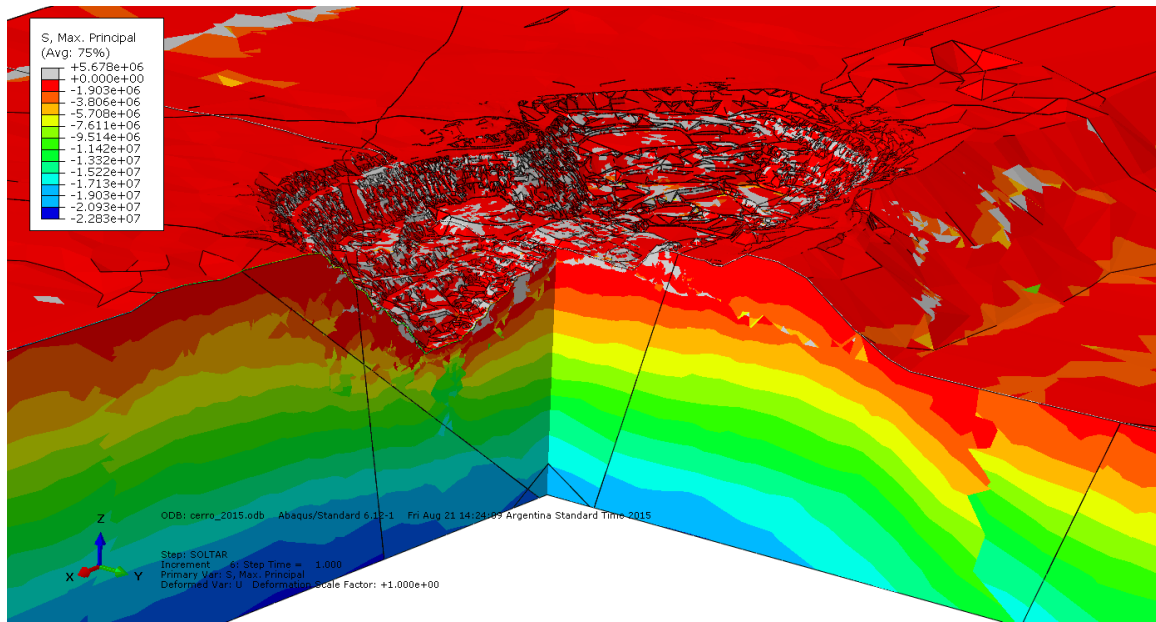 S, Max. Principal
(Avg: 75%)
+5.678e+06
+0.000e+00
-1.903e+06
-3.806e+06
-5.708e+06
-7.611e+06
-9.514e+06
-1.142e+07
-1.332e+07
-1.522e+07
-1.713e+07
-1.903e+07
-2.093e+07
-2.283e+07
ODB: cerro_2015.odb Abaqus/Standard 6.12-1 Fri Aug 21 14:24:09 Argentina Standard Time 2015
Z
X
Y
Step: SOLTAR
Increment 6: Step Time = 1.000
Primary Var: S, Max. Principal
Deformed Var: U Deformation Scale Factor: +1.000e+00